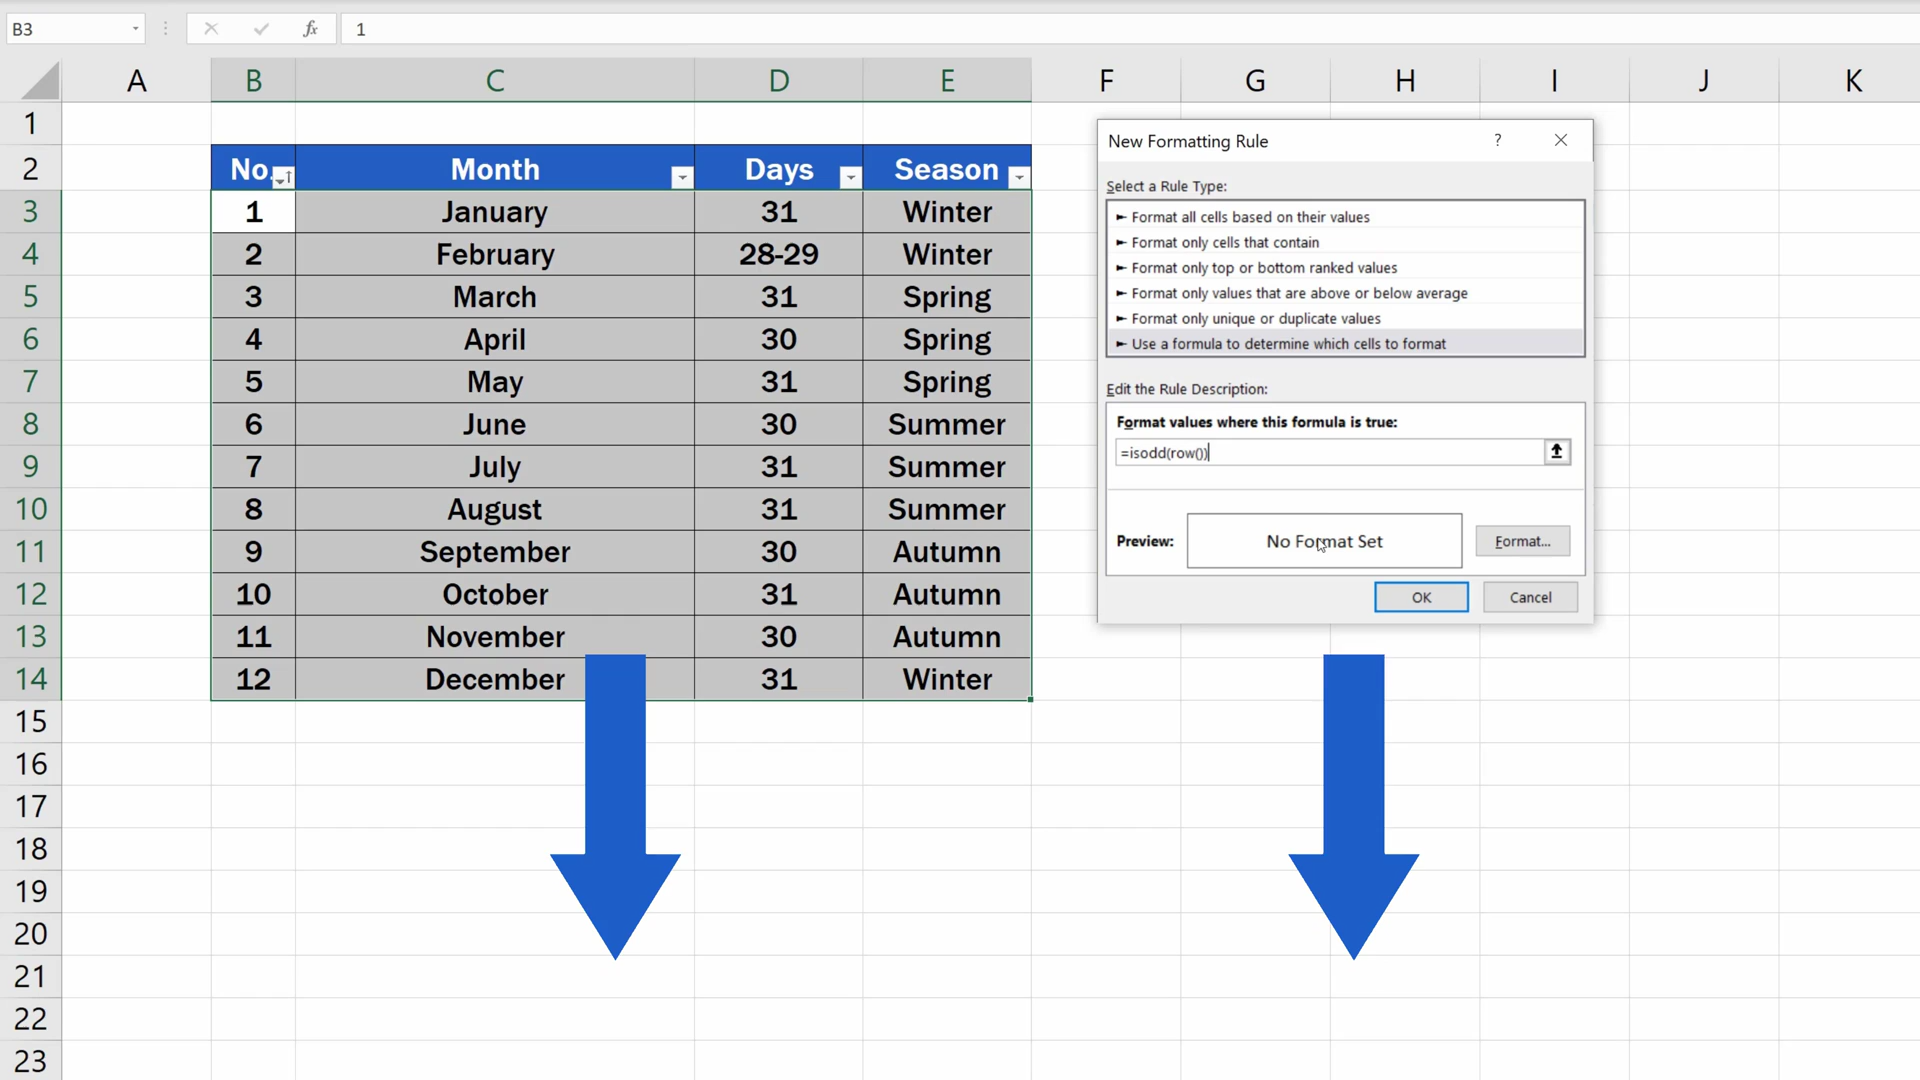 B3 fx 1
A B C D E F G H I J K
1
2 No. Month Days Season
3 1 January 31 Winter
4 2 February 28-29 Winter
5 3 March 31 Spring
6 4 April 30 Spring
7 5 May 31 Spring
8 6 June 30 Summer
9 7 July 31 Summer
10 8 August 31 Summer
11 9 September 30 Autumn
12 10 October 31 Autumn
13 11 November 30 Autumn
14 12 December 31 Winter
15
16
17
18
19
20
21
22
23
New Formatting Rule ?
Select a Rule Type:
► Format all cells based on their values
► Format only cells that contain
► Format only top or bottom ranked values
► Format only values that are above or below average
► Format only unique or duplicate values
► Use a formula to determine which cells to format
Edit the Rule Description:
Format values where this formula is true:
=isodd(row())
Preview: No Format Set Format...
OK Cancel